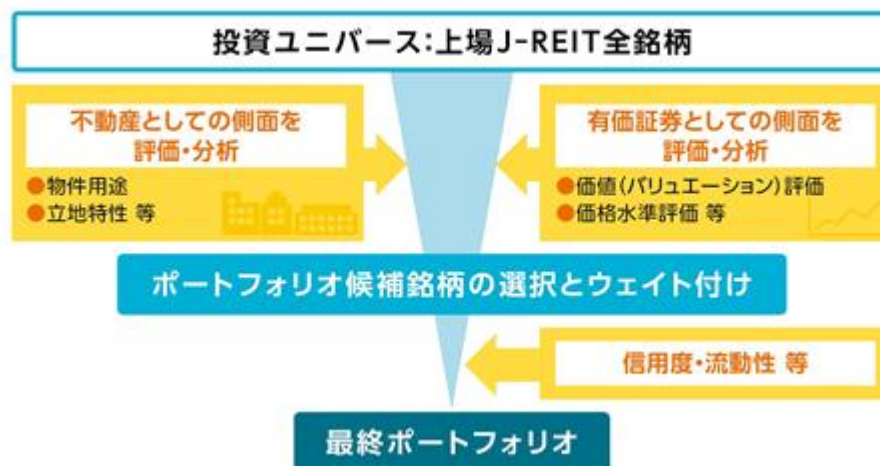 投資ユニバース:上場J-REIT全銘柄
不動産としての側面を
評価・分析
●物件用途
●立地特性 等
有価証券としての側面を
評価・分析
●価値(バリュエーション)評価
●価格水準評価 等
ポートフォリオ候補銘柄の選択とウェイト付け
信用度・流動性 等
最終ポートフォリオ